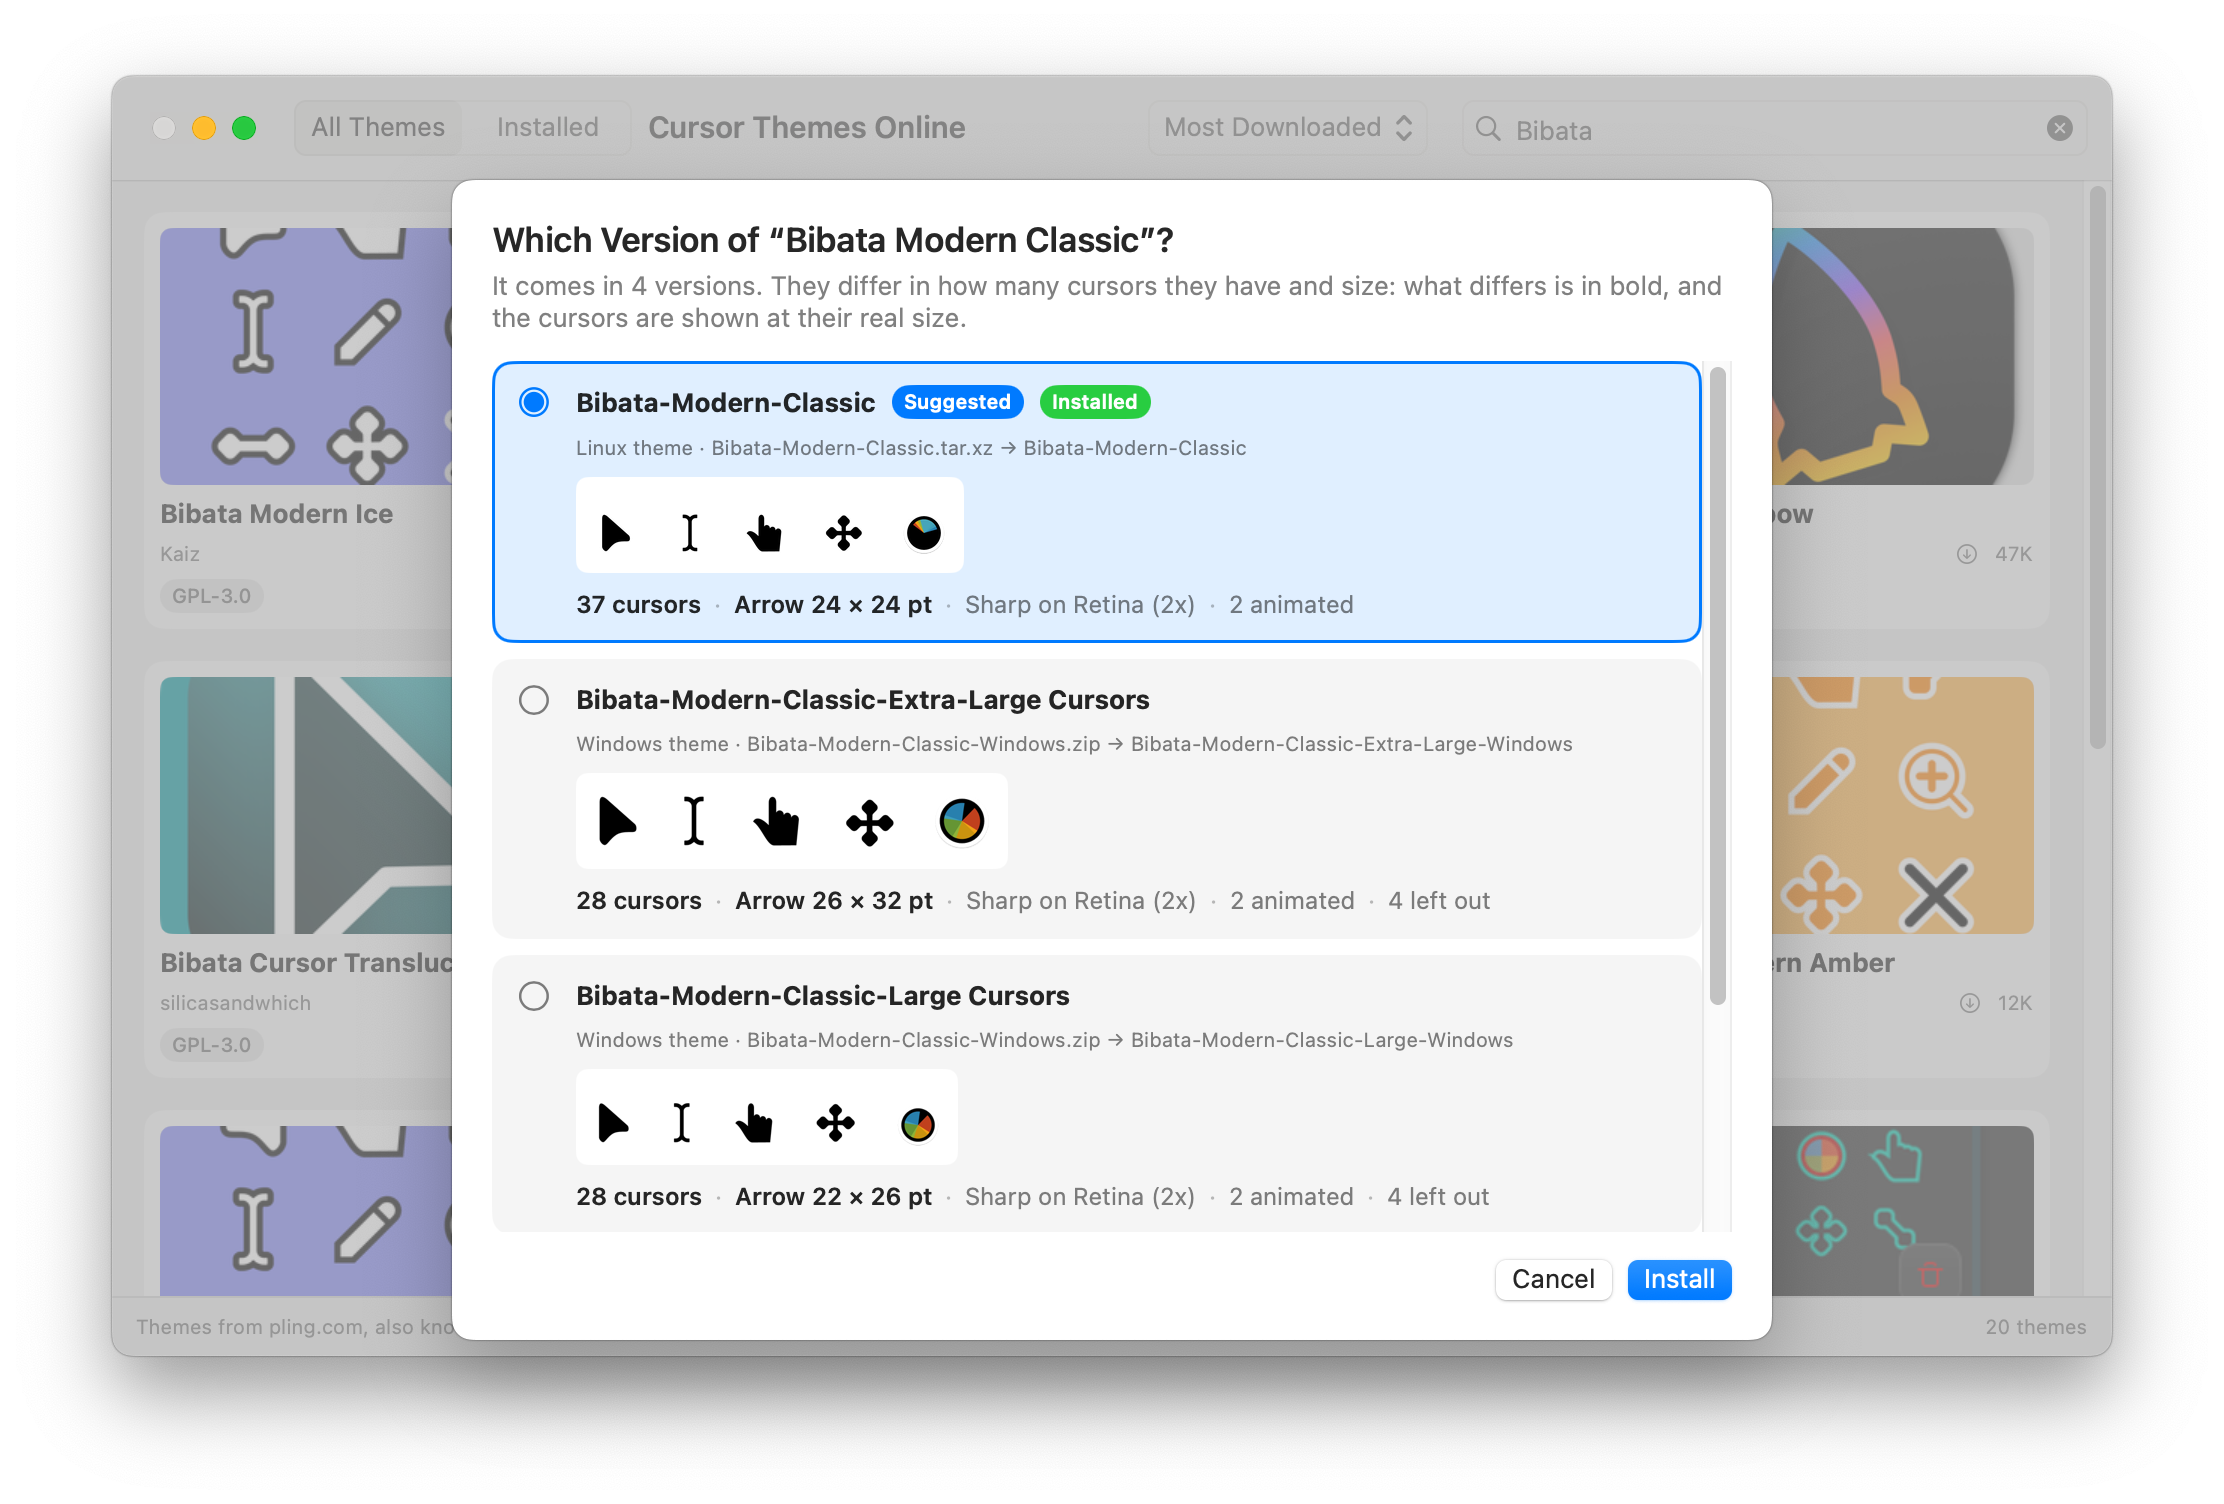 All Themes
Installed
Cursor Themes Online
Most Downloaded
Bibata
Which Version of “Bibata Modern Classic”?
It comes in 4 versions. They differ in how many cursors they have and size: what differs is in bold, and
the cursors are shown at their real size.
Bibata-Modern-Classic Suggested Installed
Linux theme · Bibata-Modern-Classic.tar.xz → Bibata-Modern-Classic
37 cursors · Arrow 24 × 24 pt · Sharp on Retina (2x) · 2 animated
Bibata-Modern-Classic-Extra-Large Cursors
Windows theme · Bibata-Modern-Classic-Windows.zip → Bibata-Modern-Classic-Extra-Large-Windows
28 cursors · Arrow 26 × 32 pt · Sharp on Retina (2x) · 2 animated · 4 left out
Bibata-Modern-Classic-Large Cursors
Windows theme · Bibata-Modern-Classic-Windows.zip → Bibata-Modern-Classic-Large-Windows
28 cursors · Arrow 22 × 26 pt · Sharp on Retina (2x) · 2 animated · 4 left out
Cancel
Install
Bibata Modern Ice
Kaiz
GPL-3.0
47K
Bibata Cursor
silicasandwhich
GPL-3.0
Amber
12K
Themes from pling.com, also
20 themes